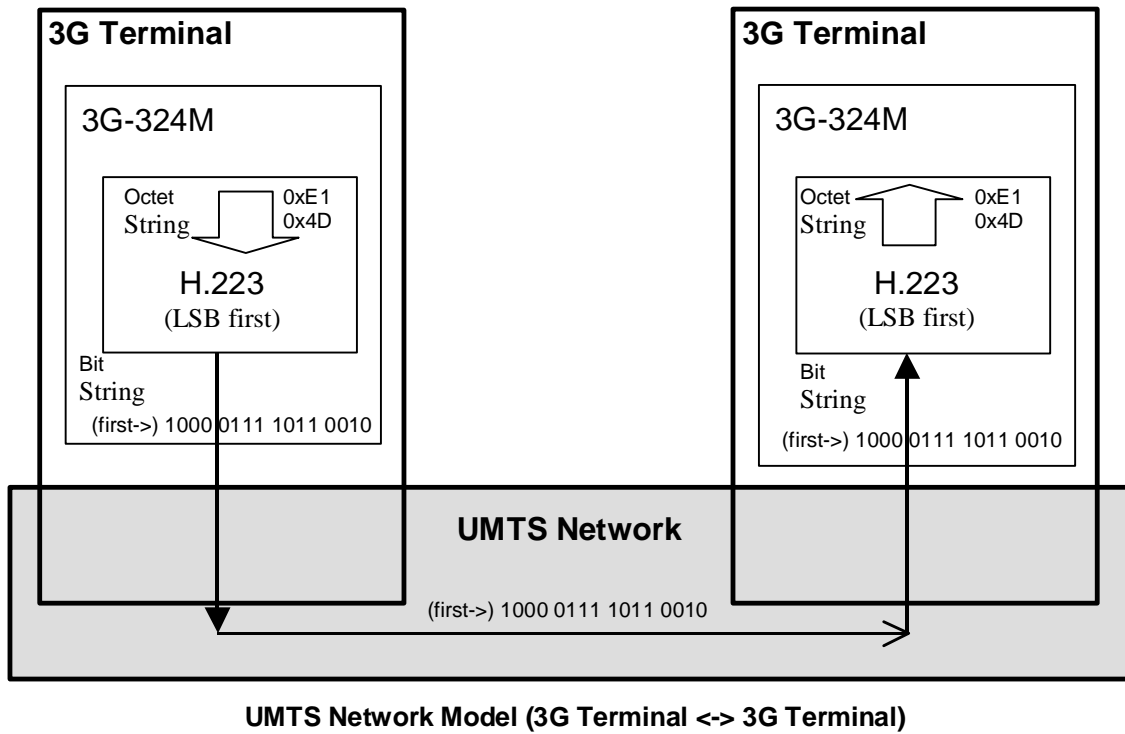 3G Terminal
3G-324M
Octet
String
0xE1
0x4D
H.223
(LSB first)
Bit
String
(first->) 1000 0111 1011 0010
3G Terminal
3G-324M
Octet
String
0xE1
0x4D
H.223
(LSB first)
Bit
String
(first->) 1000 0111 1011 0010
UMTS Network
(first->) 1000 0111 1011 0010
UMTS Network Model (3G Terminal <-> 3G Terminal)